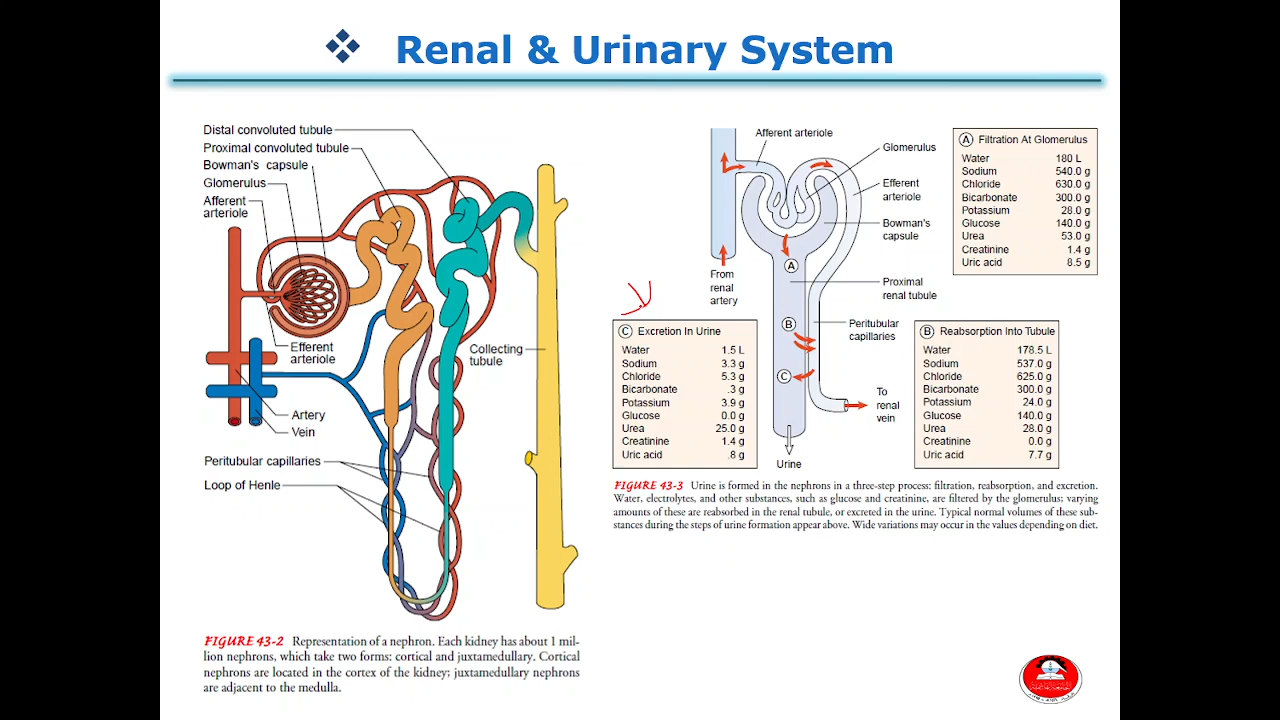 Renal & Urinary System
Distal convoluted tubule
Proximal convoluted tubule
Bowman's capsule
Glomerulus
Afferent
arteriole
Efferent
arteriole
Collecting
tubule
Artery
Vein
Peritubular capillaries
Loop of Henle
FIGURE 43-2 Representation of a nephron. Each kidney has about 1 mil-
lion nephrons, which take two forms: cortical and juxtamedullary. Cortical
nephrons are located in the cortex of the kidney; juxtamedullary nephrons
are adjacent to the medulla.
Afferent arteriole
Glomerulus
Efferent
arteriole
Bowman's
capsule
From
renal
artery
A
Proximal
renal tubule
B
Peritubular
capillaries
C
To
renal
vein
Urine
A Filtration At Glomerulus
Water 180 L
Sodium 540.0 g
Chloride 630.0 g
Bicarbonate 300.0 g
Potassium 28.0 g
Glucose 140.0 g
Urea 53.0 g
Creatinine 1.4 g
Uric acid 8.5 g
C Excretion In Urine
Water 1.5 L
Sodium 3.3 g
Chloride 5.3 g
Bicarbonate .3 g
Potassium 3.9 g
Glucose 0.0 g
Urea 25.0 g
Creatinine 1.4 g
Uric acid .8 g
B Reabsorption Into Tubule
Water 178.5 L
Sodium 537.0 g
Chloride 625.0 g
Bicarbonate 300.0 g
Potassium 24.0 g
Glucose 140.0 g
Urea 28.0 g
Creatinine 0.0 g
Uric acid 7.7 g
FIGURE 43-3 Urine is formed in the nephrons in a three-step process: filtration, reabsorption, and excretion.
Water, electrolytes, and other substances, such as glucose and creatinine, are filtered by the glomerulus; varying
amounts of these are reabsorbed in the renal tubule, or excreted in the urine. Typical normal volumes of these sub-
stances during the steps of urine formation appear above. Wide variations may occur in the values depending on diet.